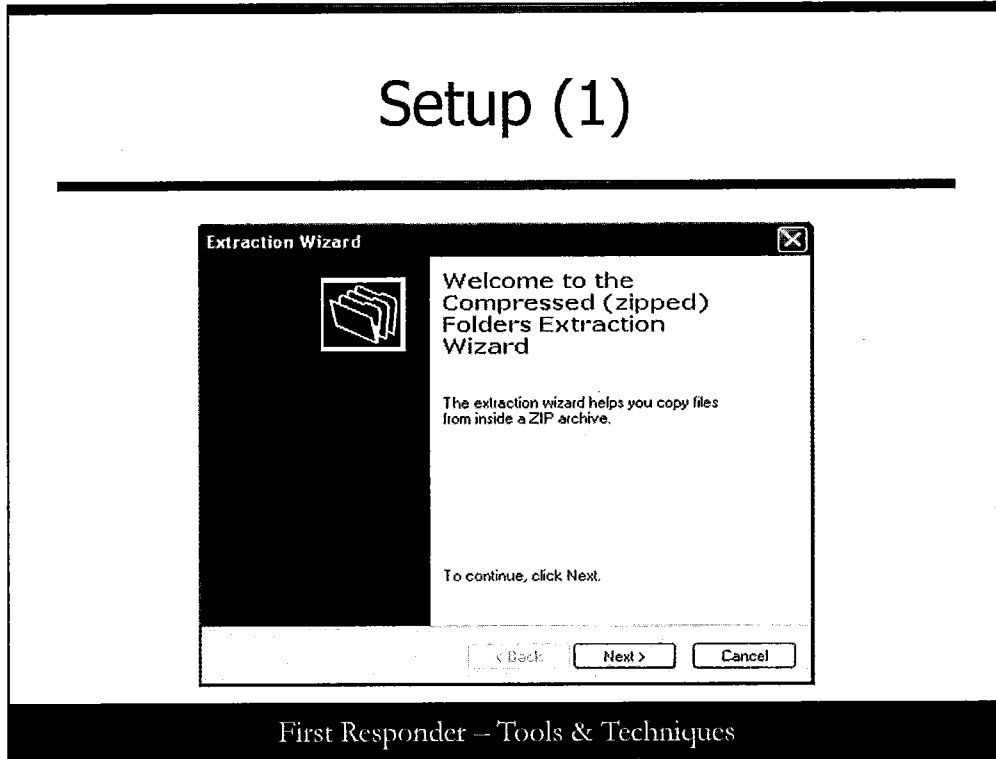 Setup (1)
Extraction Wizard
Welcome to the
Compressed (zipped)
Folders Extraction
Wizard
The extraction wizard helps you copy files
from inside a ZIP archive.
To continue, click Next.
< Back
Next >
Cancel
First Responder – Tools & Techniques